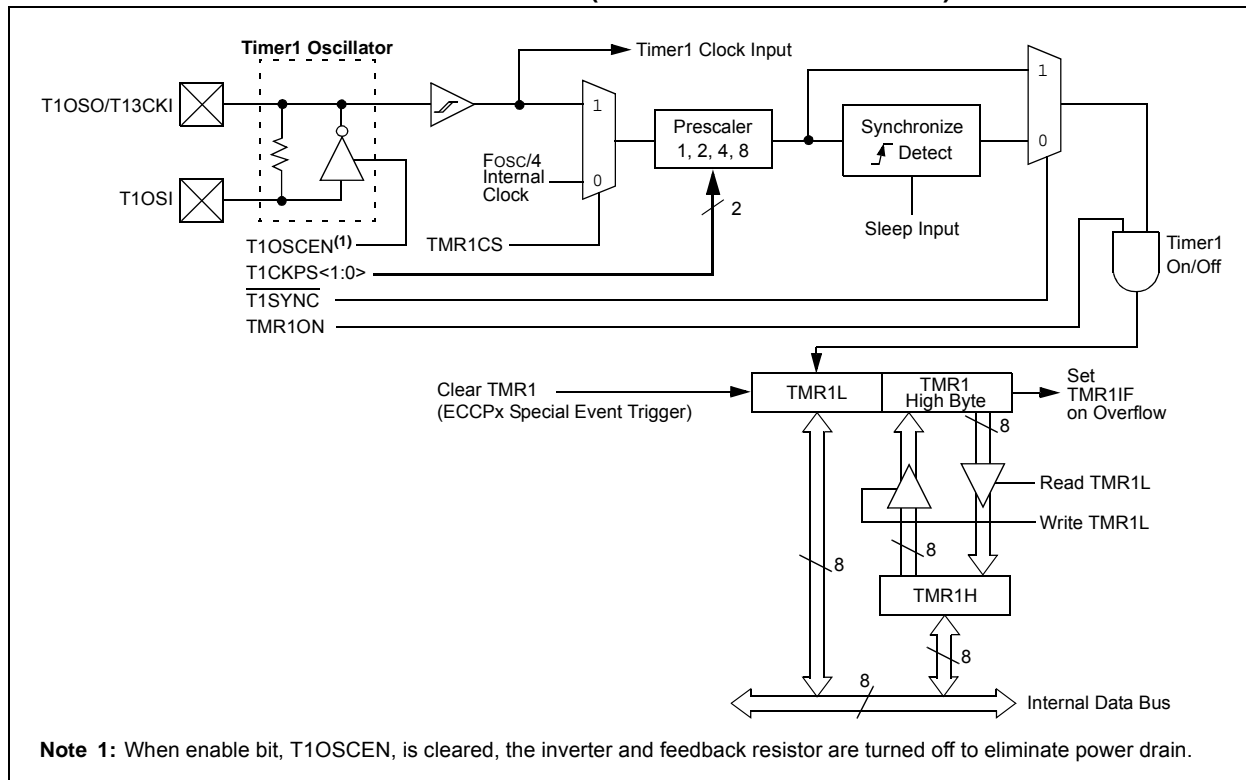 Timer1 Oscillator
Timer1 Clock Input
T1OSO/T13CKI
1
1
Prescaler
1, 2, 4, 8
Synchronize
Detect
0
FOSC/4
Internal
Clock
0
T1OSI
2
Sleep Input
T1OSCEN(1)
TMR1CS
Timer1
On/Off
T1CKPS<1:0>
T1SYNC
TMR1ON
Clear TMR1
(ECCPx Special Event Trigger)
TMR1L
TMR1
High Byte
Set
TMR1IF
on Overflow
8
Read TMR1L
Write TMR1L
8
8
TMR1H
8
8
Internal Data Bus
Note 1: When enable bit, T1OSCEN, is cleared, the inverter and feedback resistor are turned off to eliminate power drain.